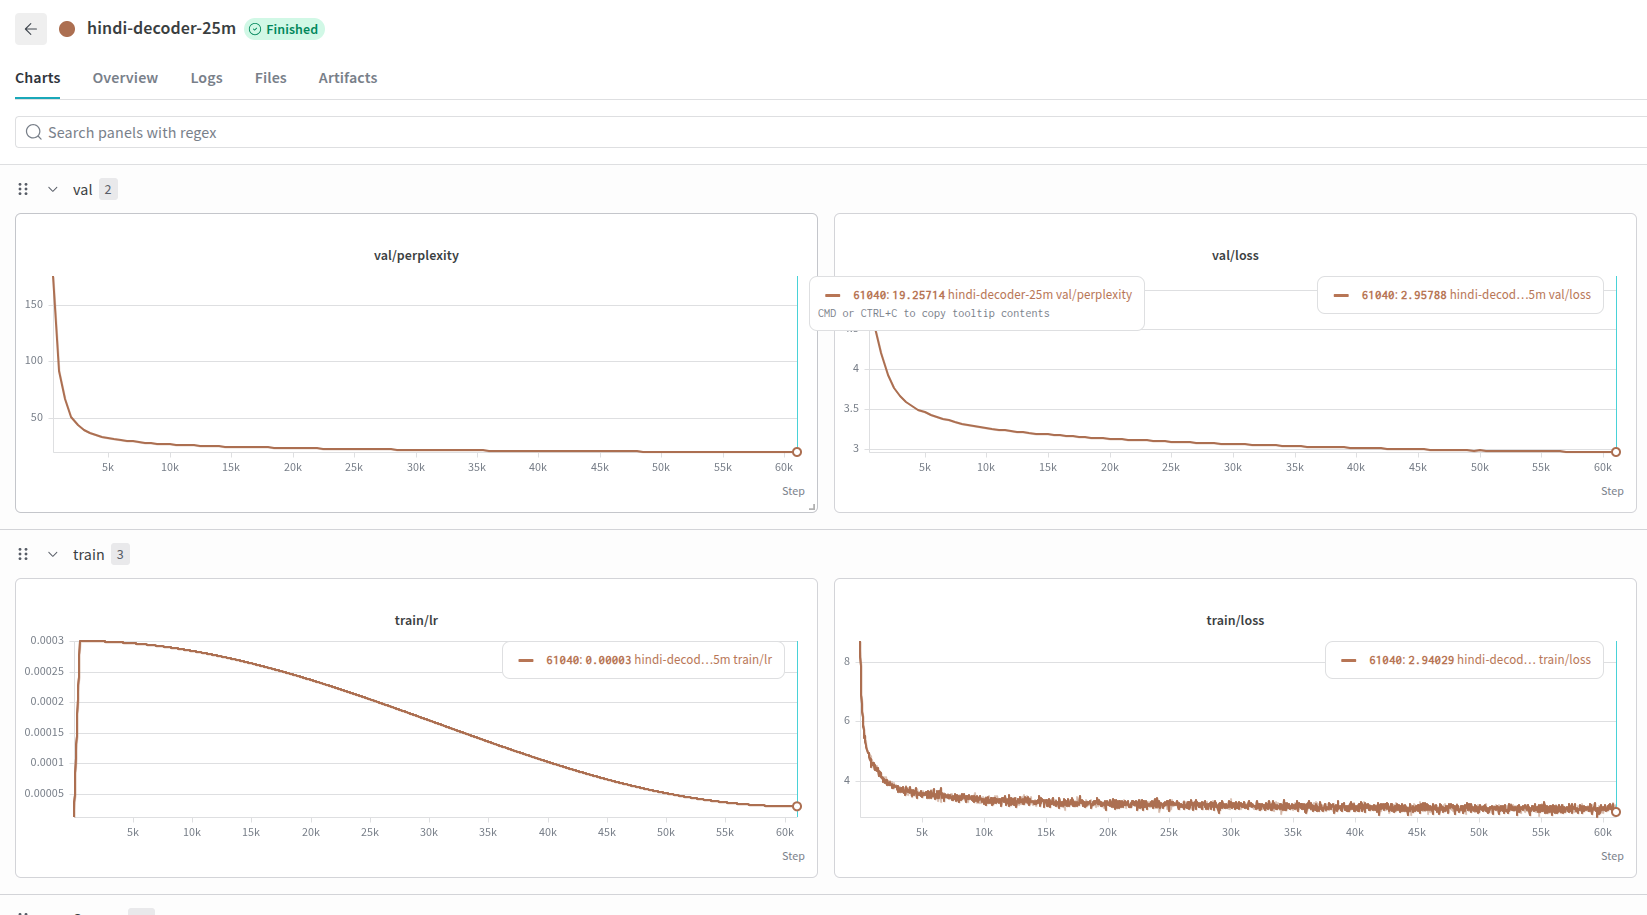 hindi-decoder-25m Finished
Charts Overview Logs Files Artifacts
Search panels with regex
val 2
val/perplexity
150
100
50
5k 10k 15k 20k 25k 30k 35k 40k 45k 50k 55k 60k
Step
61040: 19.25714 hindi-decoder-25m val/perplexity
CMD or CTRL+C to copy tooltip contents
val/loss
61040: 2.95788 hindi-decod...5m val/loss
4
3.5
3
5k 10k 15k 20k 25k 30k 35k 40k 45k 50k 55k 60k
Step
train 3
train/lr
61040: 0.00003 hindi-decod...5m train/lr
0.0003
0.00025
0.0002
0.00015
0.0001
0.00005
5k 10k 15k 20k 25k 30k 35k 40k 45k 50k 55k 60k
Step
train/loss
61040: 2.94029 hindi-decod... train/loss
8
6
4
5k 10k 15k 20k 25k 30k 35k 40k 45k 50k 55k 60k
Step